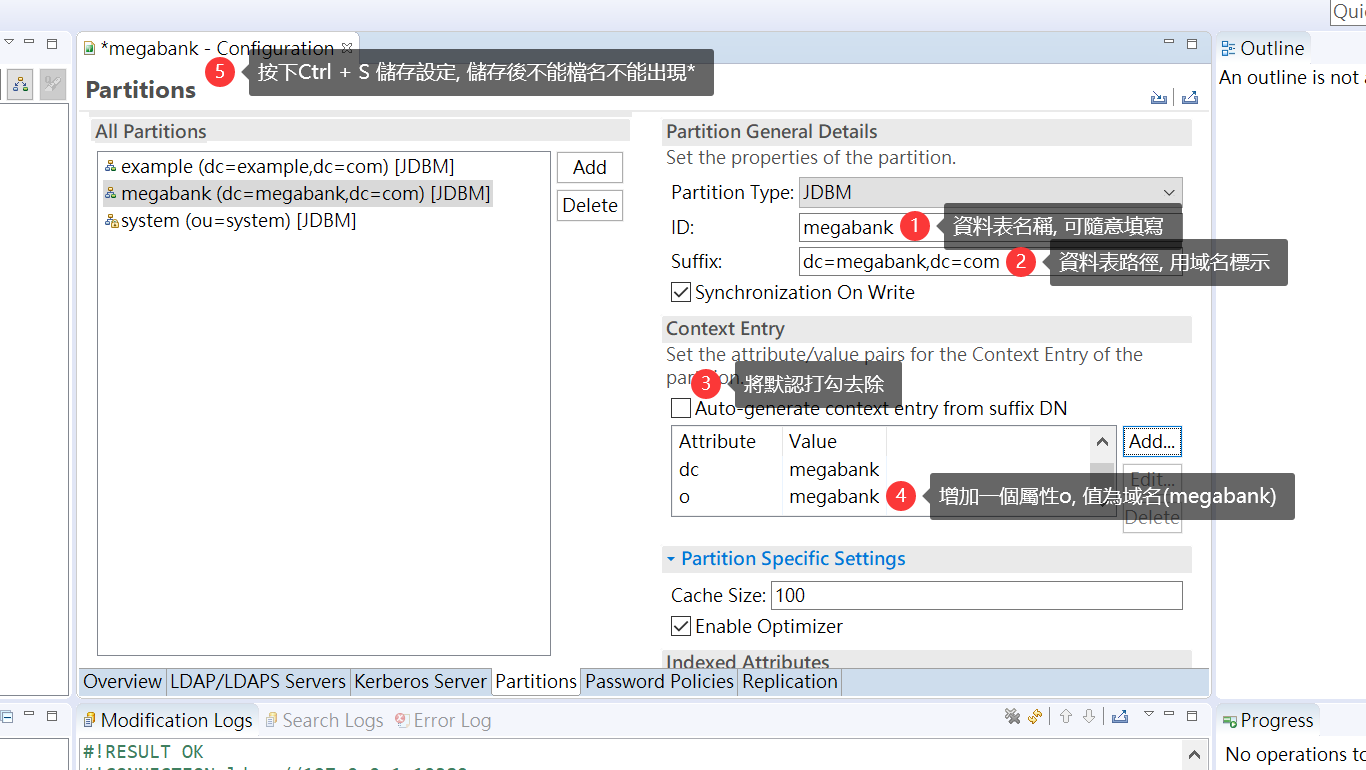 Quic
*megabank - Configuration
5 按下Ctrl + S 儲存設定, 儲存後不能檔名不能出現*
Partitions
All Partitions
example (dc=example,dc=com) [JDBM]
megabank (dc=megabank,dc=com) [JDBM]
system (ou=system) [JDBM]
Add
Delete
Partition General Details
Set the properties of the partition.
Partition Type: JDBM
ID: megabank 1 資料表名稱, 可隨意填寫
Suffix: dc=megabank,dc=com 2 資料表路徑, 用域名標示
Synchronization On Write
Context Entry
Set the attribute/value pairs for the Context Entry of the
partition.
3 將默認打勾去除
Auto-generate context entry from suffix DN
Attribute Value
dc megabank
o megabank 4 增加一個屬性o, 值為域名(megabank)
Add...
Edit...
Delete
Partition Specific Settings
Cache Size: 100
Enable Optimizer
Indexed Attributes
Overview LDAP/LDAPS Servers Kerberos Server Partitions Password Policies Replication
Outline
An outline is not
Modification Logs Search Logs Error Log
#!RESULT OK
Progress
No operations to